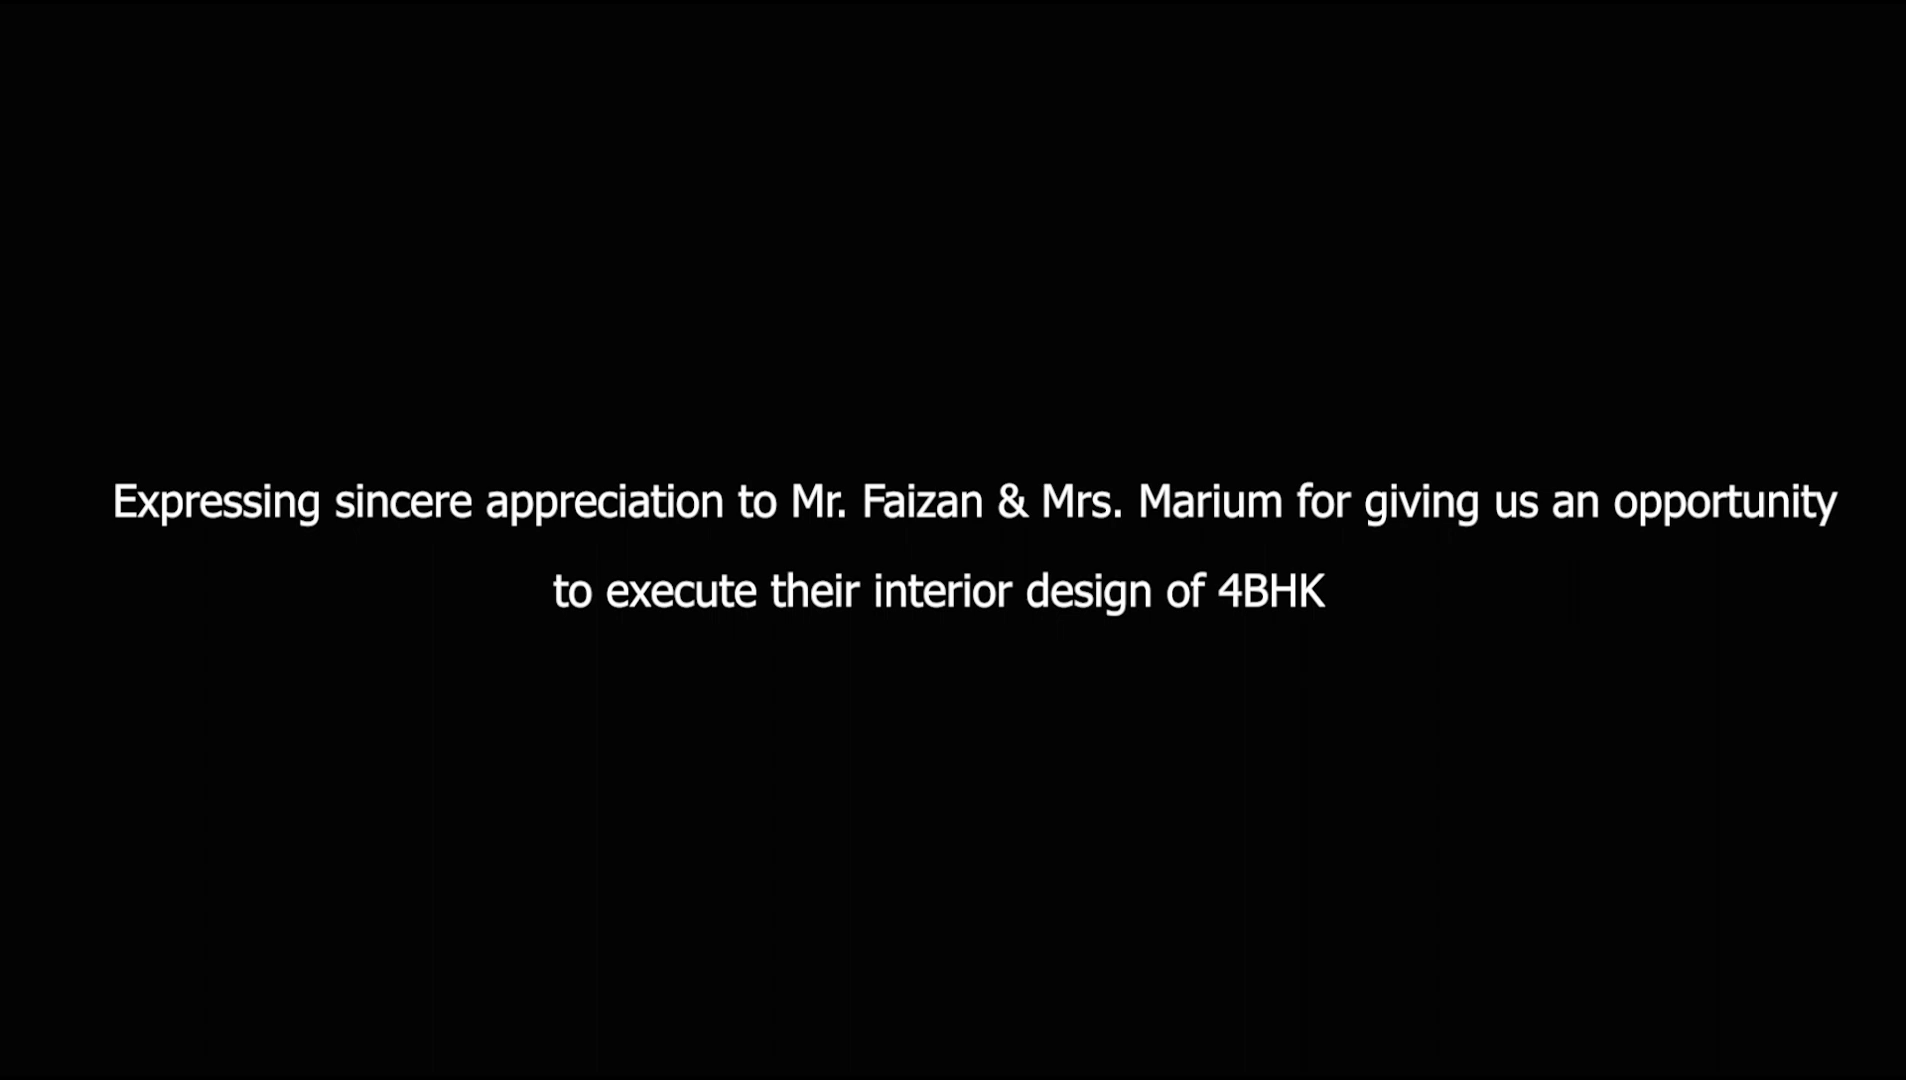 Expressing sincere appreciation to Mr. Faizan & Mrs. Marium for giving us an opportunity
to execute their interior design of 4BHK